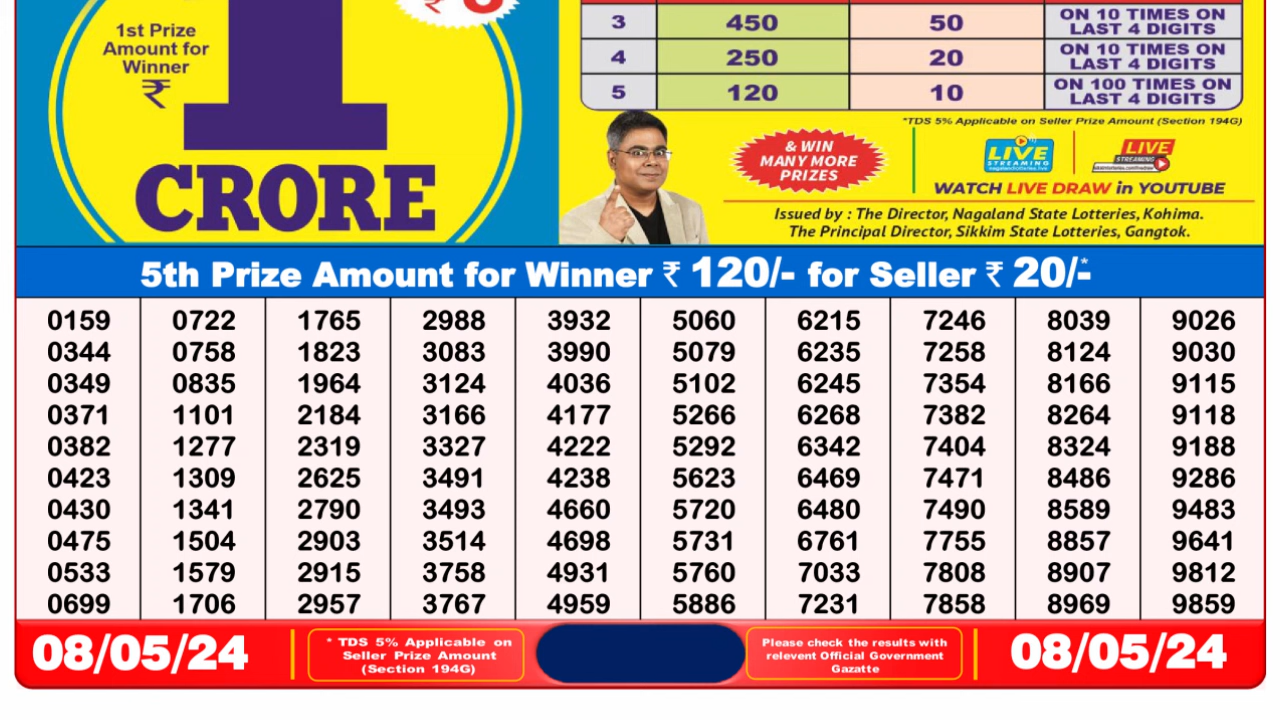 1st Prize
Amount for
Winner
₹
1
CRORE
3 450 50 ON 10 TIMES ON LAST 4 DIGITS
4 250 20 ON 10 TIMES ON LAST 4 DIGITS
5 120 10 ON 100 TIMES ON LAST 4 DIGITS
*TDS 5% Applicable on Seller Prize Amount (Section 194G)
& WIN
MANY MORE
PRIZES
LIVE
STREAMING
LIVE
STREAMING
WATCH LIVE DRAW in YOUTUBE
Issued by : The Director, Nagaland State Lotteries, Kohima.
The Principal Director, Sikkim State Lotteries, Gangtok.
5th Prize Amount for Winner ₹ 120/- for Seller ₹ 20/-*
0159 0722 1765 2988 3932 5060 6215 7246 8039 9026
0344 0758 1823 3083 3990 5079 6235 7258 8124 9030
0349 0835 1964 3124 4036 5102 6245 7354 8166 9115
0371 1101 2184 3166 4177 5266 6268 7382 8264 9118
0382 1277 2319 3327 4222 5292 6342 7404 8324 9188
0423 1309 2625 3491 4238 5623 6469 7471 8486 9286
0430 1341 2790 3493 4660 5720 6480 7490 8589 9483
0475 1504 2903 3514 4698 5731 6761 7755 8857 9641
0533 1579 2915 3758 4931 5760 7033 7808 8907 9812
0699 1706 2957 3767 4959 5886 7231 7858 8969 9859
08/05/24
* TDS 5% Applicable on
Seller Prize Amount
(Section 194G)
Please check the results with
relevent Official Government
Gazatte
08/05/24